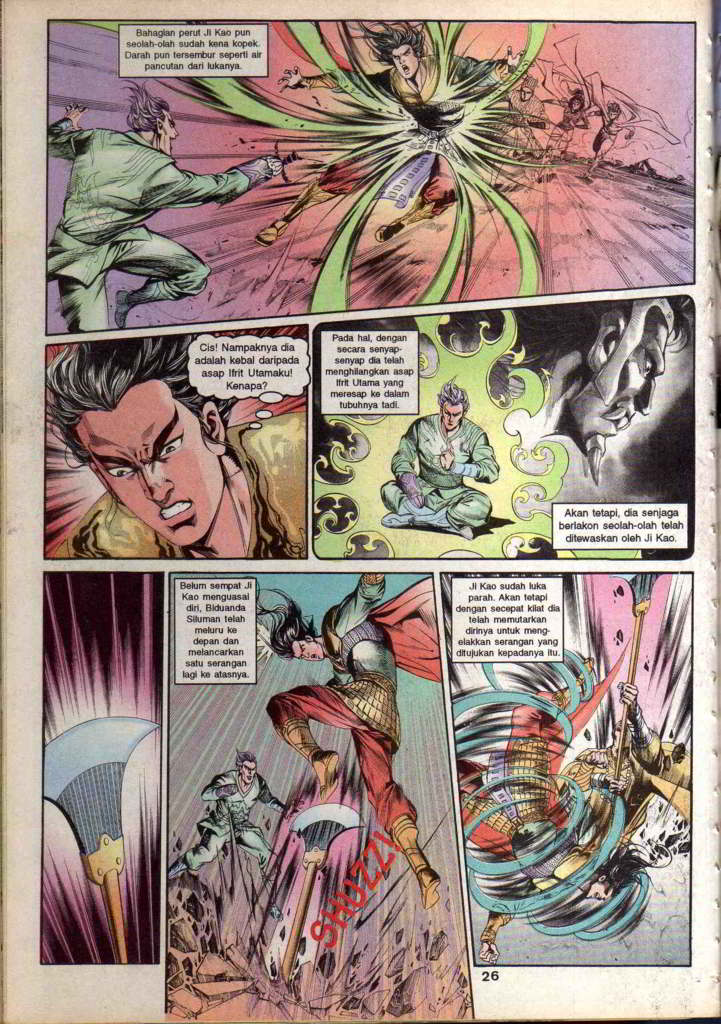 Bahagian perut Ji Kao pun
seolah-olah sudah kena kopek.
Darah pun tersembur seperti air
pancutan dari lukanya.
Cis! Nampaknya dia
adalah kebal daripada
asap Ifrit Utamaku!
Kenapa?
Pada hal, dengan
secara senyap-
senyap dia telah
menghilangkan asap
Ifrit Utama yang
meresap ke dalam
tubuhnya tadi.
Akan tetapi, dia senjaga
berlakon seolah-olah telah
ditewaskan oleh Ji Kao.
Belum sempat Ji
Kao menguasai
diri, Biduanda
Siluman telah
meluru ke
depan dan
melancarkan
satu serangan
lagi ke atasnya.
SHUZZ!
Ji Kao sudah luka
parah. Akan tetapi
dengan secepat kilat dia
telah memutarkan
dirinya untuk meng-
elakkan serangan yang
ditujukan kepadanya itu.
26